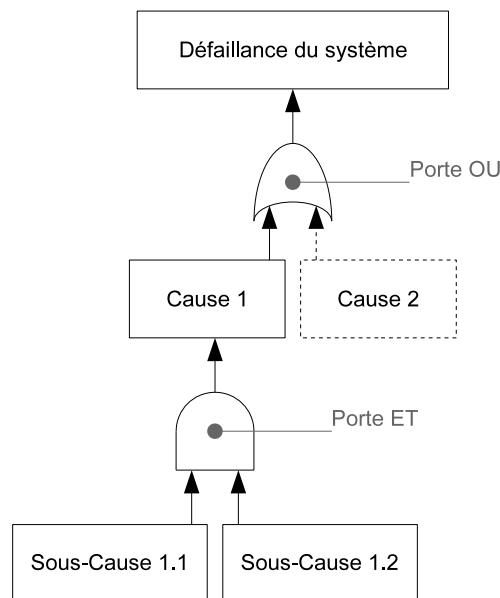 Défaillance du système
Porte OU
Cause 1
Cause 2
Porte ET
Sous-Cause 1.1
Sous-Cause 1.2